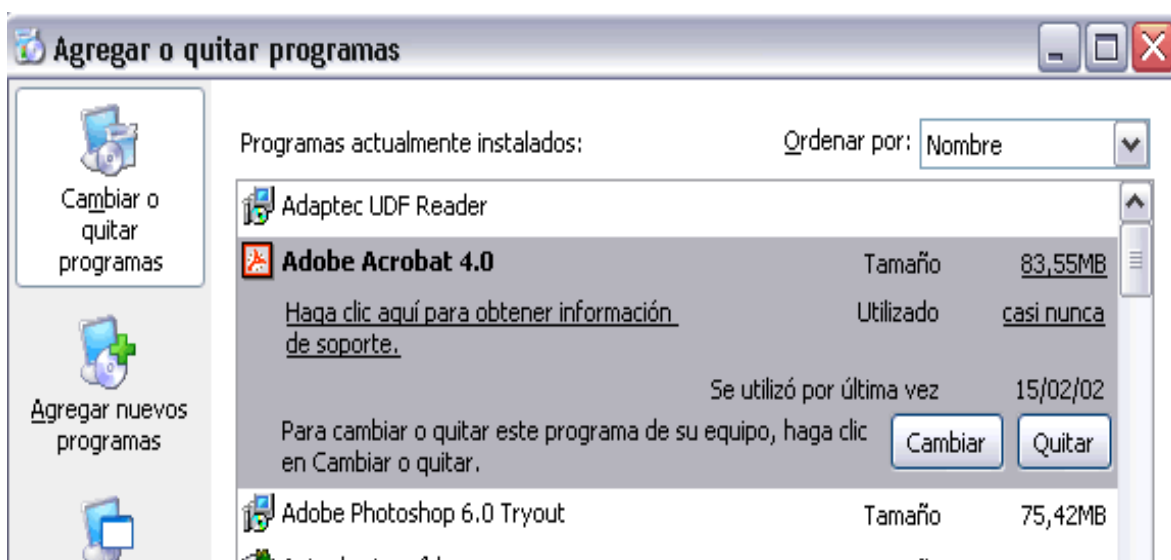 Agregar o quitar programas
Cambiar o
quitar
programas
Agregar nuevos
programas
Programas actualmente instalados:
Ordenar por: Nombre
Adaptec UDF Reader
Adobe Acrobat 4.0 Tamaño 83,55MB
Haga clic aquí para obtener información Utilizado casi nunca
de soporte.
Se utilizó por última vez 15/02/02
Para cambiar o quitar este programa de su equipo, haga clic
en Cambiar o quitar.
Cambiar Quitar
Adobe Photoshop 6.0 Tryout Tamaño 75,42MB